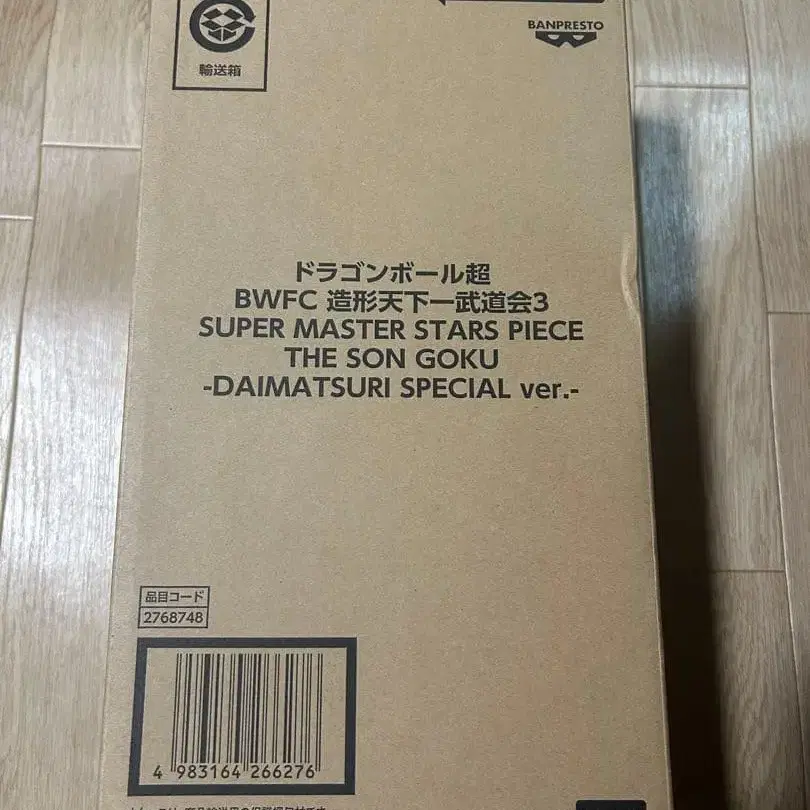 輸送箱
BANPRESTO
ドラゴンボール超
BWFC 造形天下一武道会3
SUPER MASTER STARS PIECE
THE SON GOKU
-DAIMATSURI SPECIAL ver.-
品目コード
2768748
4 983164 266276